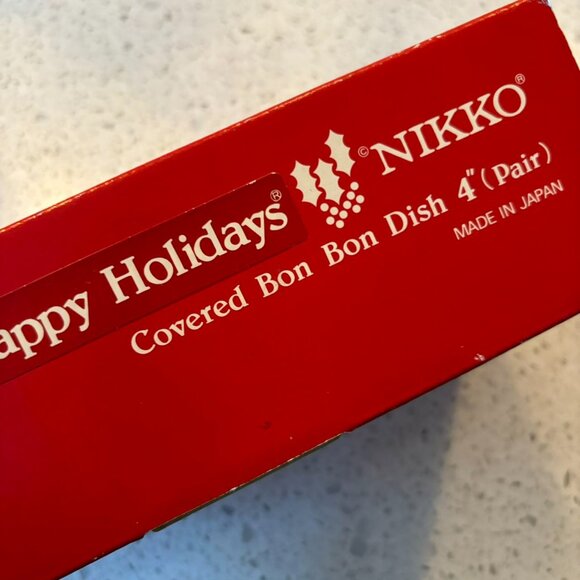 NIKKO®
©
appy Holidays®
Covered Bon Bon Dish 4" (Pair)
MADE IN JAPAN